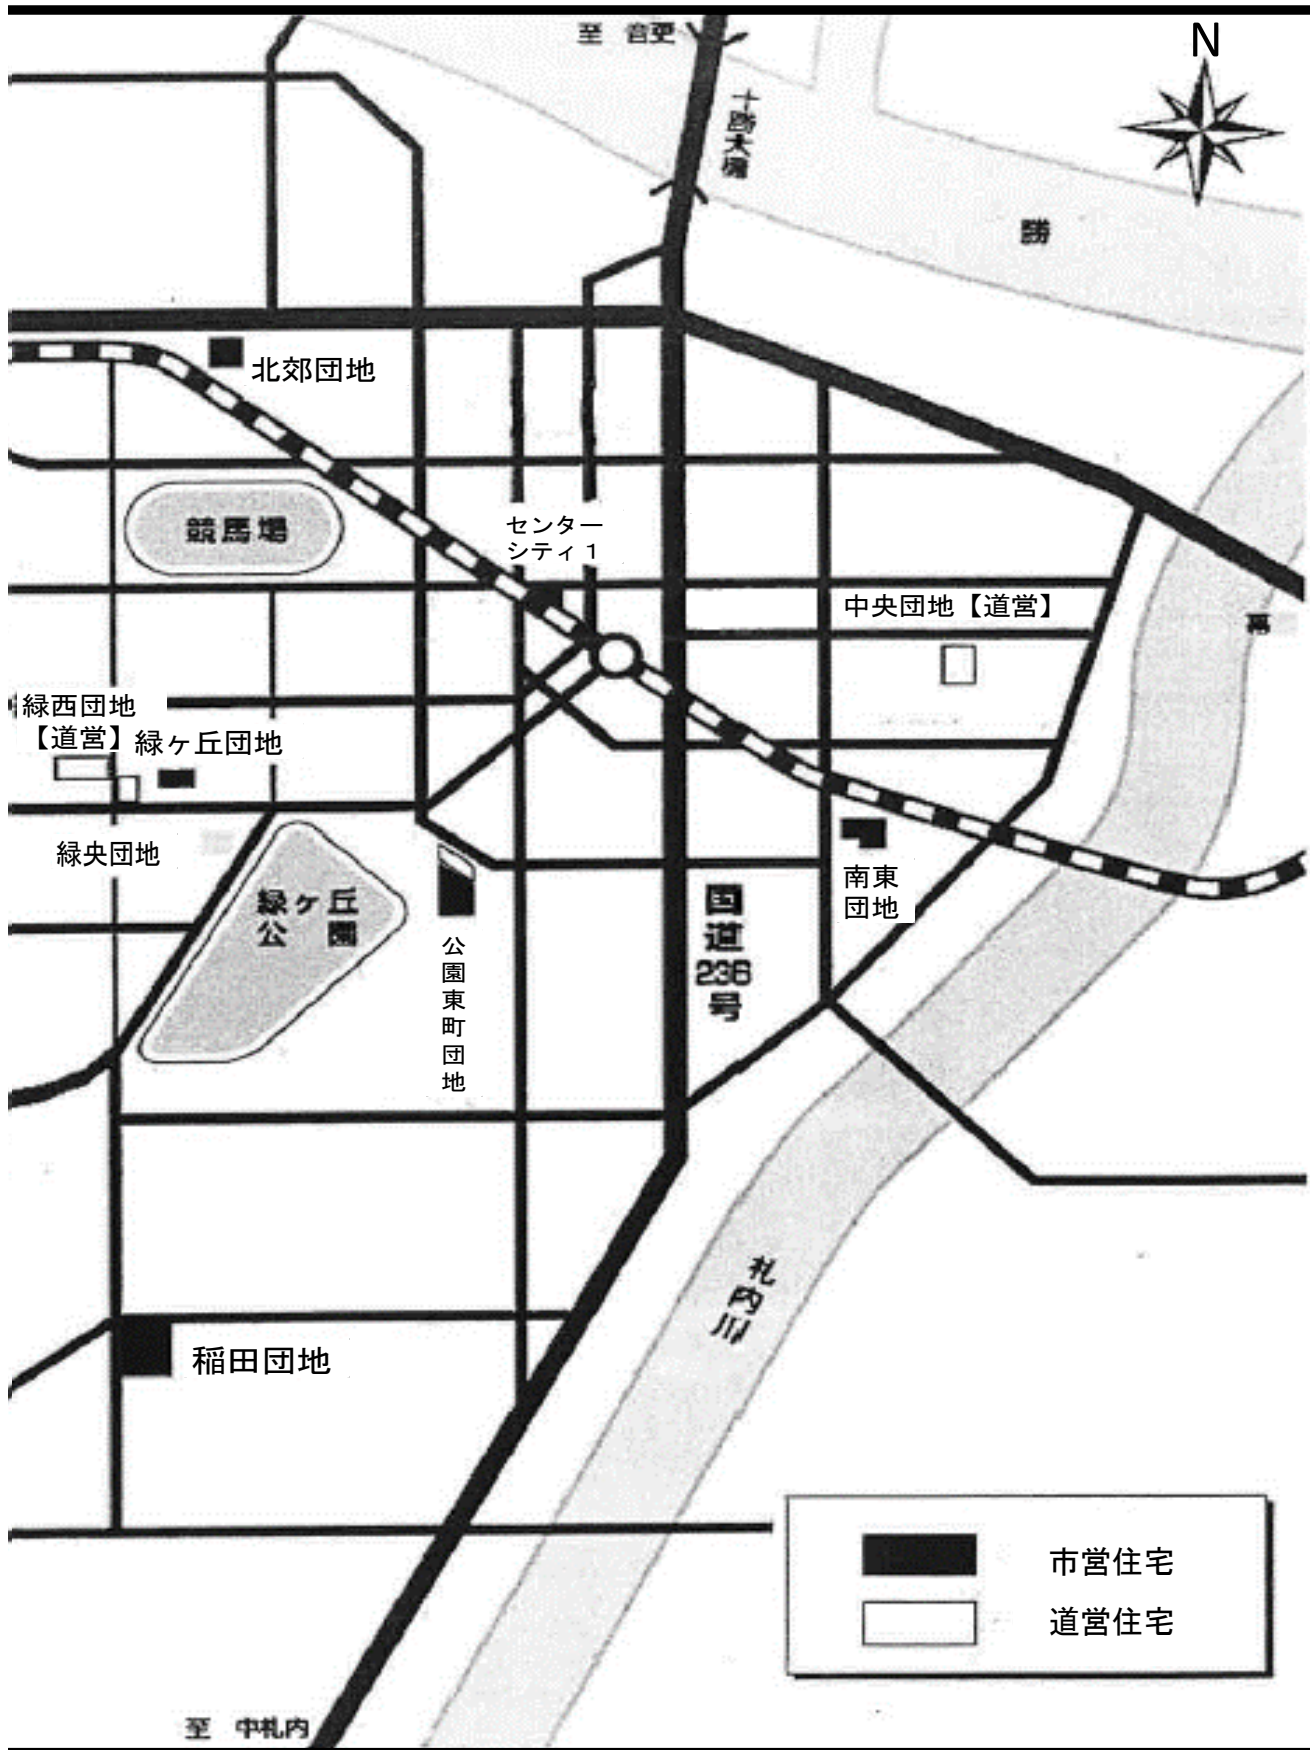 至 音更
N
十勝大橋
勝
北郊団地
競馬場
センター
シティ１
中央団地【道営】
緑西団地
【道営】
緑ヶ丘団地
緑央団地
緑ヶ丘
公園
南東
団地
国道
236
号
公園東町団地
札内川
稲田団地
市営住宅
道営住宅
至 中札内